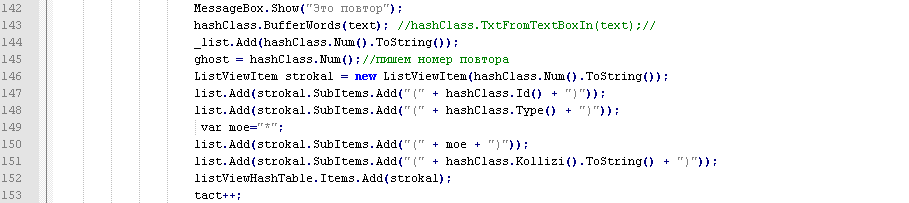 142 MessageBox.Show("Это повтор");
143 hashClass.BufferWords(text); //hashClass.TxtFromTextBoxIn(text);//
144 _list.Add(hashClass.Num().ToString());
145 ghost = hashClass.Num();//пишем номер повтора
146 ListViewItem strokal = new ListViewItem(hashClass.Num().ToString());
147 list.Add(strokal.SubItems.Add("(" + hashClass.Id() + ")"));
148 list.Add(strokal.SubItems.Add("(" + hashClass.Type() + ")"));
149 var moe="*";
150 list.Add(strokal.SubItems.Add("(" + moe + ")"));
151 list.Add(strokal.SubItems.Add("(" + hashClass.Kollizi().ToString() + ")"));
152 listViewHashTable.Items.Add(strokal);
153 tact++;